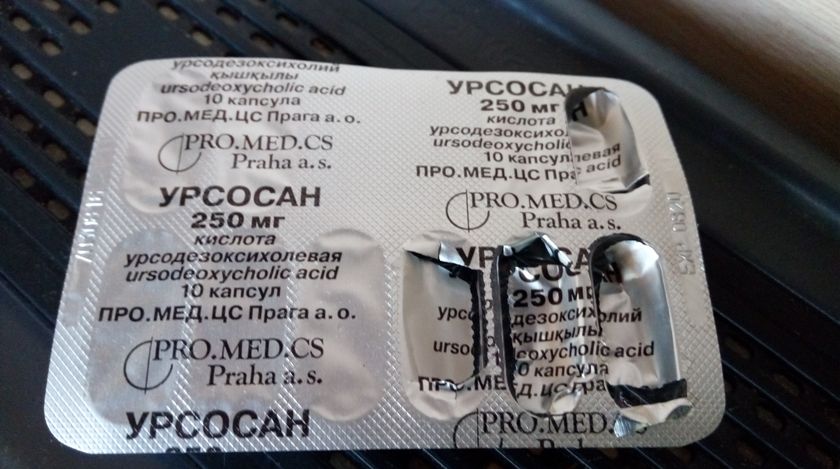 урсодезоксихолий
қышқылы
ursodeoxycholic acid
10 капсула
ПРО.МЕД.ЦС Прага а.о.
PRO.MED.CS
Praha a.s.
УРСОСАН
250 мг
кислота
урсодезоксихолевая
ursodeoxycholic acid
10 капсул
ПРО.МЕД.ЦС Прага а.о.
PRO.MED.CS
Praha a.s.
УРСОСАН
УРСОСАН
250 мг
кислота
урсодезоксихолевая
ursodeoxycholic acid
10 капсул
ПРО.МЕД.ЦС Прага
PRO.MED.CS
Praha a.s.
УРСОСАН
250 мг
урсодезоксихолий
қышқылы
ursodeoxycholic acid
10 капсула
ПРО.МЕД.ЦС Прага
PRO.MED.CS
Praha